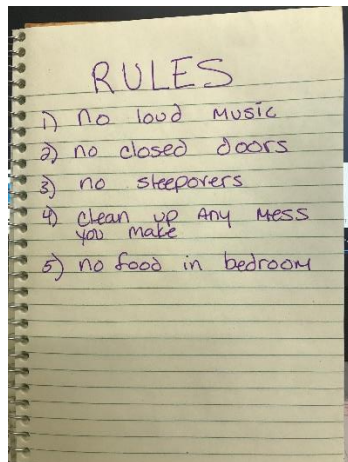 RULES
1) no loud music
2) no closed doors
3) no sleepovers
4) clean up any mess
you make
5) no food in bedroom